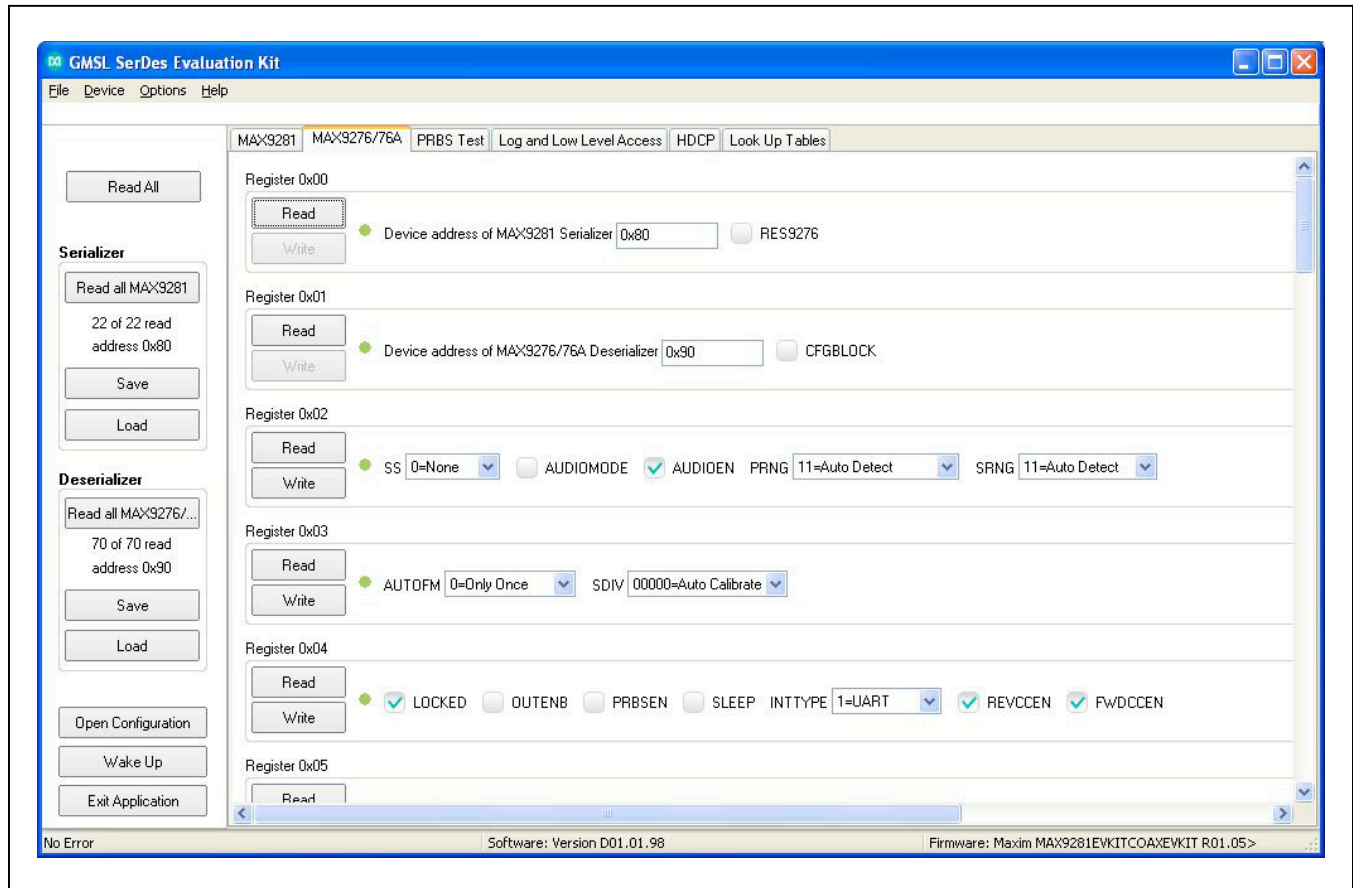 GMSL SerDes Evaluation Kit
File Device Options Help
MAX9281 MAX9276/76A PRBS Test Log and Low Level Access HDCP Look Up Tables
Read All
Serializer
Read all MAX9281
22 of 22 read
address 0x80
Save
Load
Deserializer
Read all MAX9276/...
70 of 70 read
address 0x90
Save
Load
Open Configuration
Wake Up
Exit Application
Register 0x00
Read
Write
Device address of MAX9281 Serializer 0x80 RES9276
Register 0x01
Read
Write
Device address of MAX9276/76A Deserializer 0x90 CFGBLOCK
Register 0x02
Read
Write
SS 0=None AUDIOMODE AUDIOEN PRNG 11=Auto Detect SRNG 11=Auto Detect
Register 0x03
Read
Write
AUTOFM 0=Only Once SDIV 00000=Auto Calibrate
Register 0x04
Read
Write
LOCKED OUTENB PRBSEN SLEEP INTTYPE 1=UART REVCCEN FWDCCEN
Register 0x05
Read
No Error Software: Version D01.01.98 Firmware: Maxim MAX9281EVKITCOAXEVKIT R01.05>